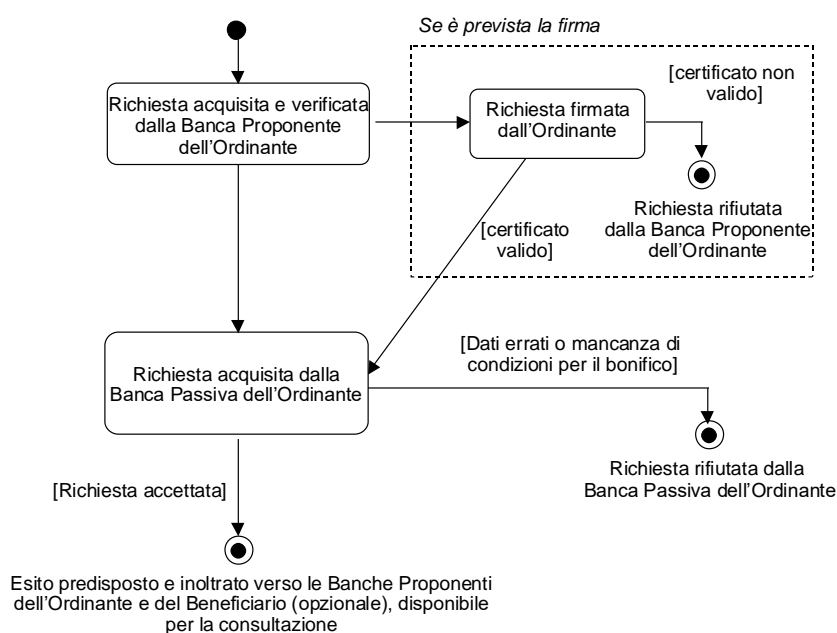 Se è prevista la firma
Richiesta acquisita e verificata
dalla Banca Proponente
dell'Ordinante
Richiesta firmata
dall'Ordinante
[certificato non
valido]
Richiesta rifiutata
dalla Banca Proponente
dell'Ordinante
[certificato
valido]
Richiesta acquisita dalla
Banca Passiva dell'Ordinante
[Dati errati o mancanza di
condizioni per il bonifico]
Richiesta rifiutata dalla
Banca Passiva dell'Ordinante
[Richiesta accettata]
Esito predisposto e inoltrato verso le Banche Proponenti
dell'Ordinante e del Beneficiario (opzionale), disponibile
per la consultazione